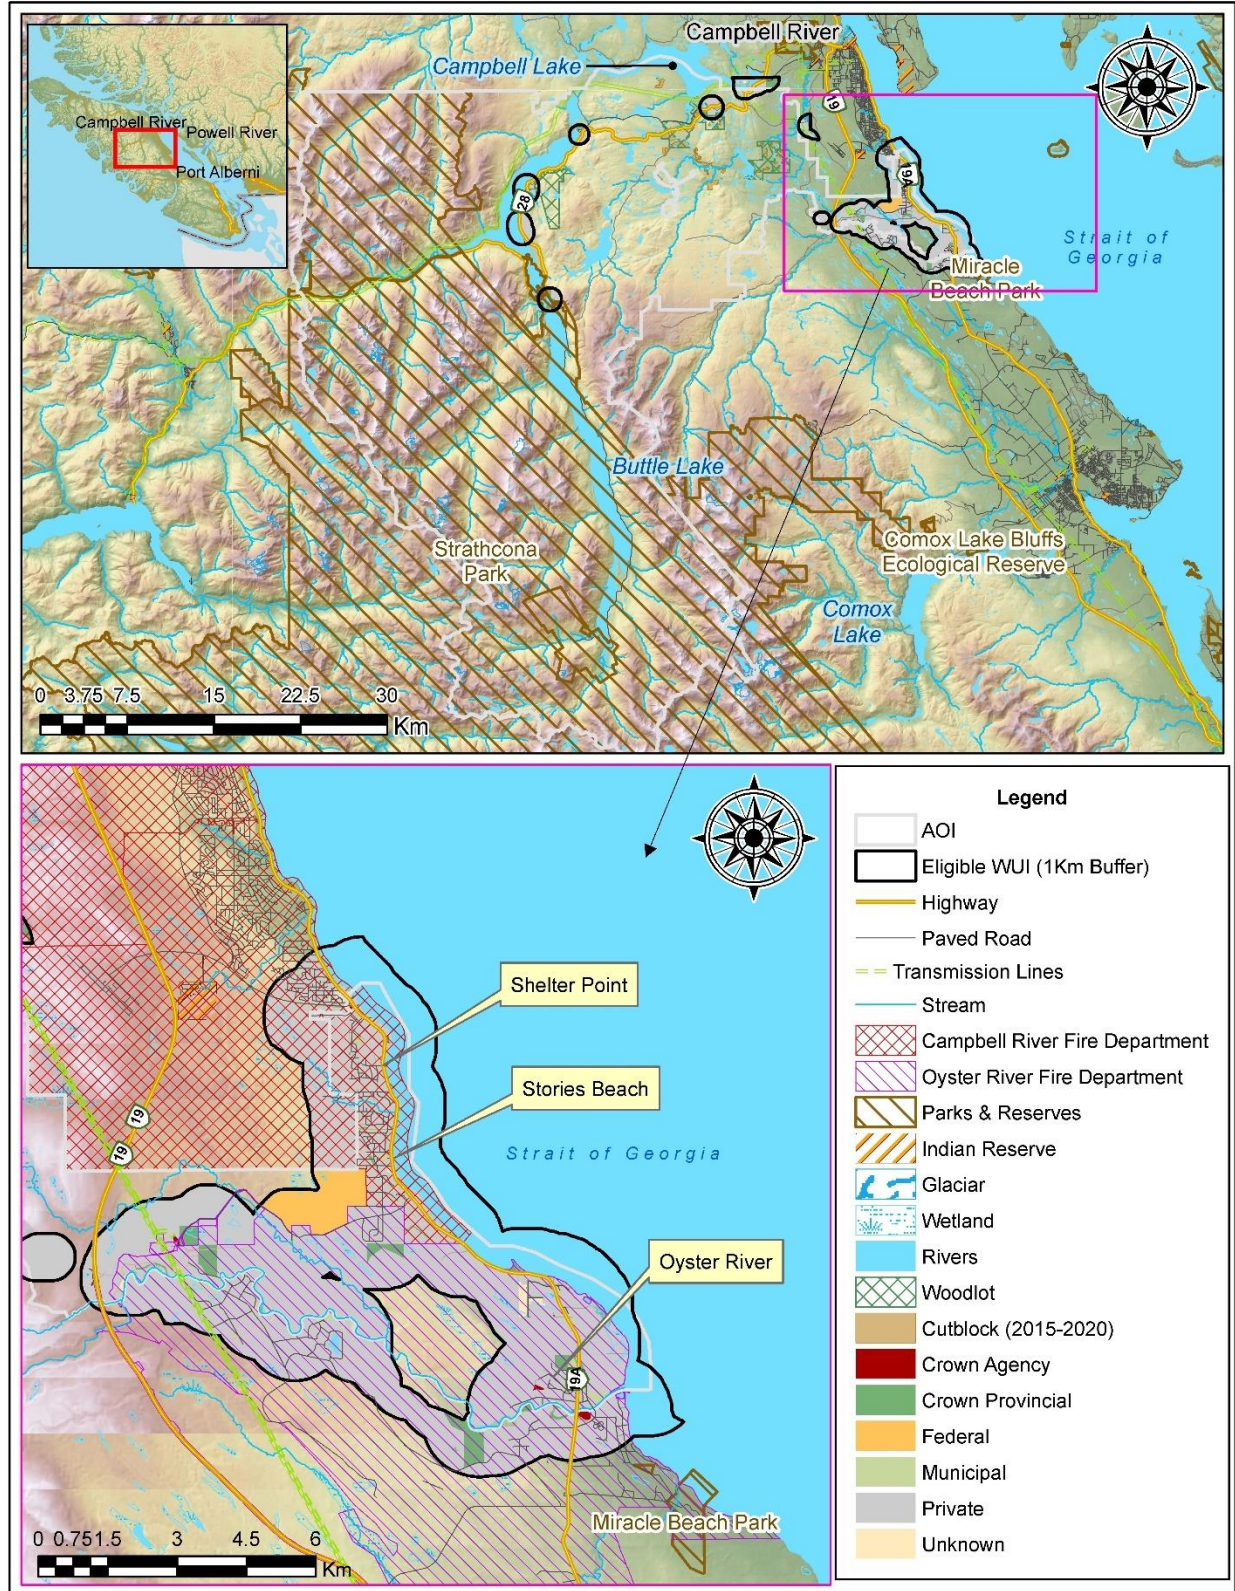 Campbell River
Campbell Lake
Campbell River
Powell River
Port Alberni
19
19A
28
Strait of
Georgia
Miracle
Beach Park
Buttle Lake
Strathcona
Park
Comox Lake Bluffs
Ecological Reserve
Comox
Lake
0 3.75 7.5 15 22.5 30
Km
Shelter Point
Stories Beach
19
19
Strait of Georgia
Oyster River
19A
Miracle Beach Park
0 0.75 1.5 3 4.5 6
Km
Legend
AOI
Eligible WUI (1Km Buffer)
Highway
Paved Road
Transmission Lines
Stream
Campbell River Fire Department
Oyster River Fire Department
Parks & Reserves
Indian Reserve
Glaciar
Wetland
Rivers
Woodlot
Cutblock (2015-2020)
Crown Agency
Crown Provincial
Federal
Municipal
Private
Unknown